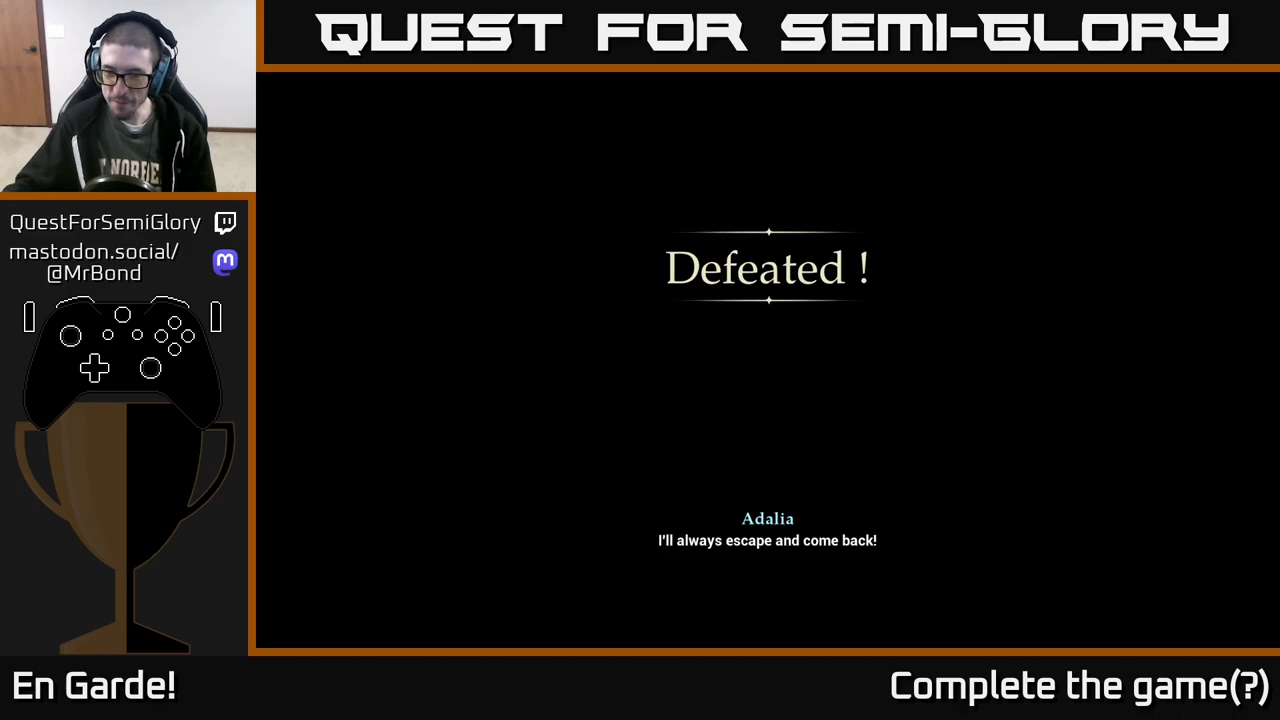 QUEST FOR SEMI-GLORY
QuestForSemiGlory
mastodon.social/
@MrBond
Defeated !
Adalia
I'll always escape and come back!
En Garde!
Complete the game(?)